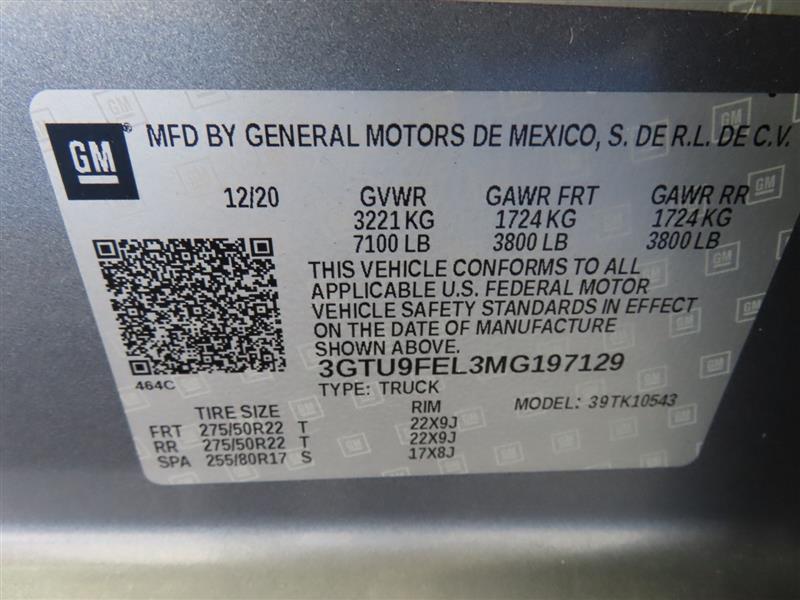 GM
MFD BY GENERAL MOTORS DE MEXICO, S. DE R.L. DE C.V.
12/20 GVWR GAWR FRT GAWR RR
3221 KG 1724 KG 1724 KG
7100 LB 3800 LB 3800 LB
THIS VEHICLE CONFORMS TO ALL
APPLICABLE U.S. FEDERAL MOTOR
VEHICLE SAFETY STANDARDS IN EFFECT
ON THE DATE OF MANUFACTURE
SHOWN ABOVE.
3GTU9FEL3MG197129
464C
TYPE: TRUCK MODEL: 39TK10543
TIRE SIZE RIM
FRT 275/50R22 T 22X9J
RR 275/50R22 T 22X9J
SPA 255/80R17 S 17X8J